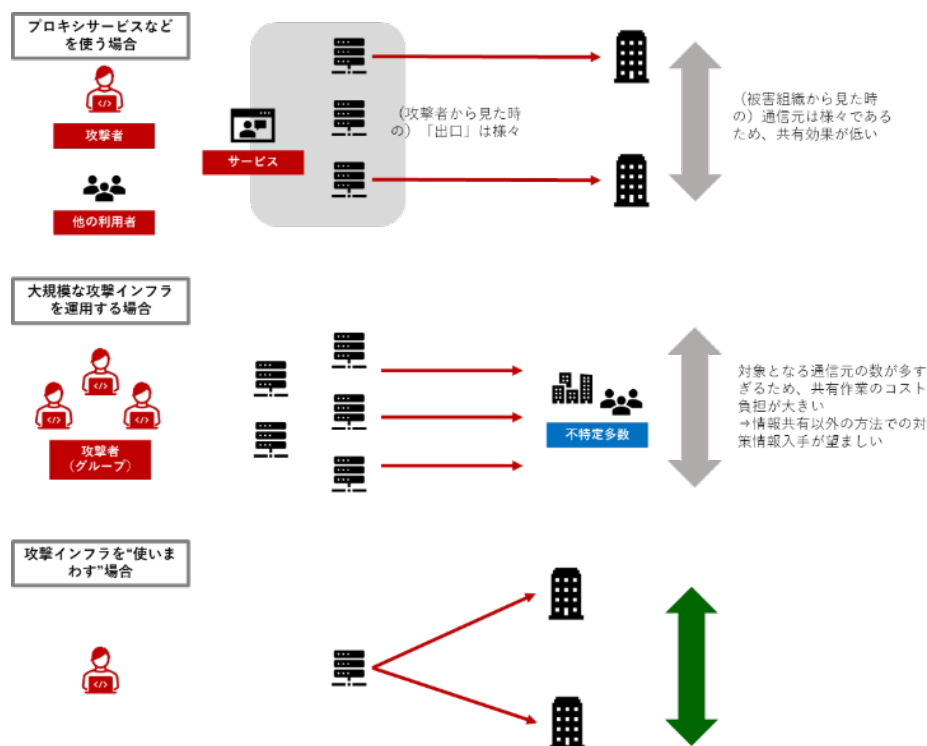 プロキシサービスなど
を使う場合
攻撃者
他の利用者
サービス
（攻撃者から見た時
の）「出口」は様々
（被害組織から見た時
の）通信元は様々である
ため、共有効果が低い
大規模な攻撃インフラ
を運用する場合
攻撃者
（グループ）
不特定多数
対象となる通信元の数が多す
ぎるため、共有作業のコスト
負担が大きい
⇒情報共有以外の方法での対
策情報入手が望ましい
攻撃インフラを“使いま
わす”場合